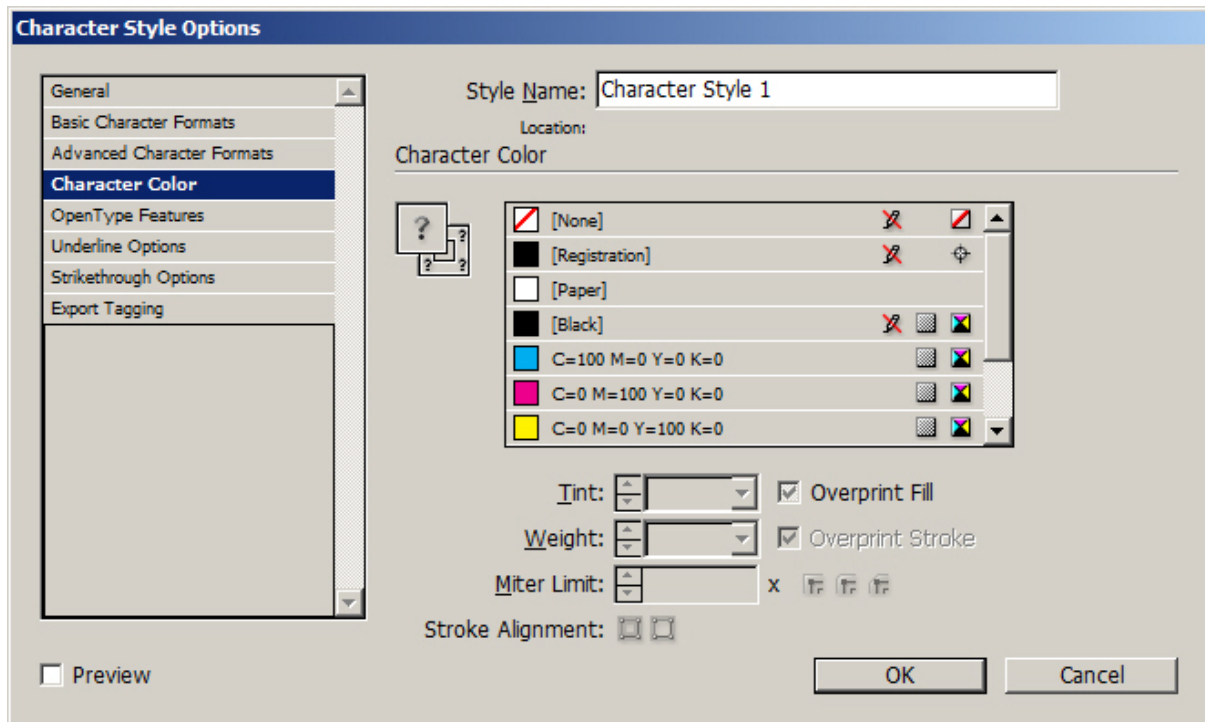 Character Style Options
General
Basic Character Formats
Advanced Character Formats
Character Color
OpenType Features
Underline Options
Strikethrough Options
Export Tagging
Style Name: Character Style 1
Location:
Character Color
? ? ? ?
[None]
[Registration]
[Paper]
[Black]
C=100 M=0 Y=0 K=0
C=0 M=100 Y=0 K=0
C=0 M=0 Y=100 K=0
Tint: Overprint Fill
Weight: Overprint Stroke
Miter Limit: x
Stroke Alignment:
Preview OK Cancel